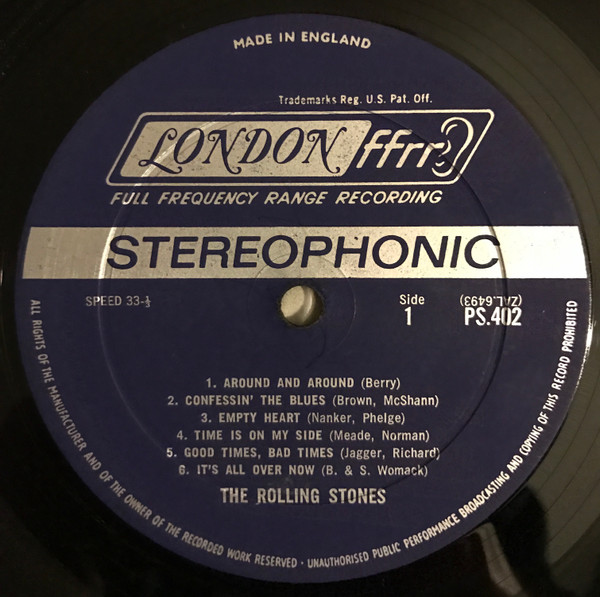 MADE IN ENGLAND
Trademarks Reg. U.S. Pat. Off.
LONDON ffrr
FULL FREQUENCY RANGE RECORDING
STEREOPHONIC
SPEED 33-⅓
Side
1
(ZAL.6493)
PS.402
1. AROUND AND AROUND (Berry)
2. CONFESSIN' THE BLUES (Brown, McShann)
3. EMPTY HEART (Nanker, Phelge)
4. TIME IS ON MY SIDE (Meade, Norman)
5. GOOD TIMES, BAD TIMES (Jagger, Richard)
6. IT'S ALL OVER NOW (B. & S. Womack)
THE ROLLING STONES
ALL RIGHTS OF THE MANUFACTURER AND OF THE OWNER OF THE RECORDED WORK RESERVED · UNAUTHORISED PUBLIC PERFORMANCE BROADCASTING AND COPYING OF THIS RECORD PROHIBITED